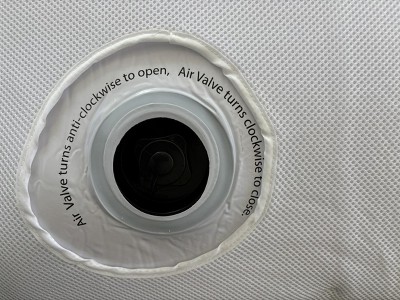 Air Valve turns anti-clockwise to open, Air Valve turns clockwise to close.